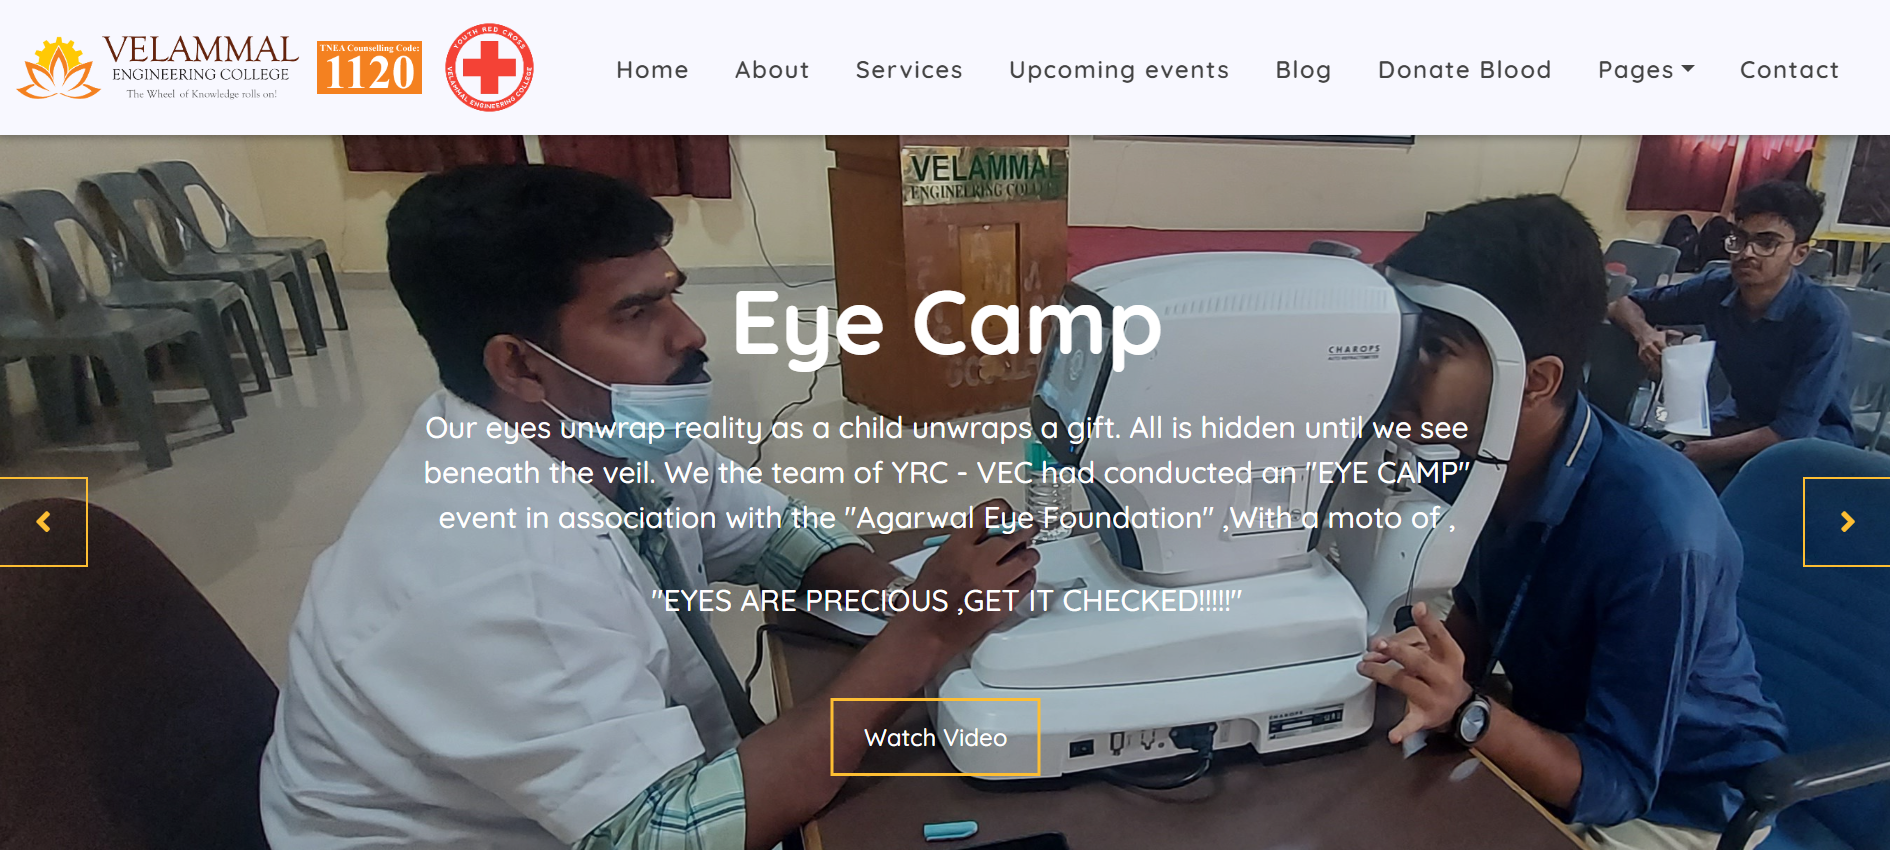 VELAMMAL
ENGINEERING COLLEGE
The Wheel of Knowledge rolls on!
TNEA Counselling Code:
1120
YOUTH RED CROSS
VELAMMAL ENGINEERING COLLEGE
Home About Services Upcoming events Blog Donate Blood Pages Contact
VELAMMAL
ENGINEERING COLL
Eye Camp
CHAROPS
AUTO REFRACTOMETER
Our eyes unwrap reality as a child unwraps a gift. All is hidden until we see
beneath the veil. We the team of YRC - VEC had conducted an "EYE CAMP"
event in association with the "Agarwal Eye Foundation" ,With a moto of ,
"EYES ARE PRECIOUS ,GET IT CHECKED!!!!!"
CHAROPS
Watch Video